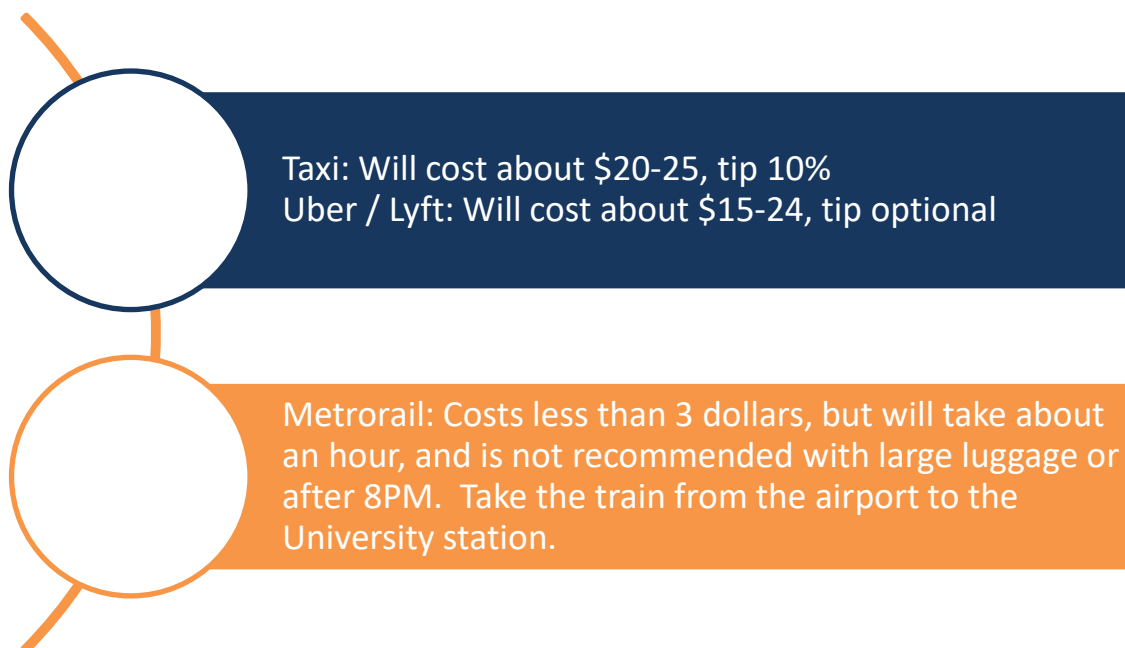 Taxi: Will cost about $20-25, tip 10%
Uber / Lyft: Will cost about $15-24, tip optional
Metrorail: Costs less than 3 dollars, but will take about
an hour, and is not recommended with large luggage or
after 8PM.  Take the train from the airport to the
University station.